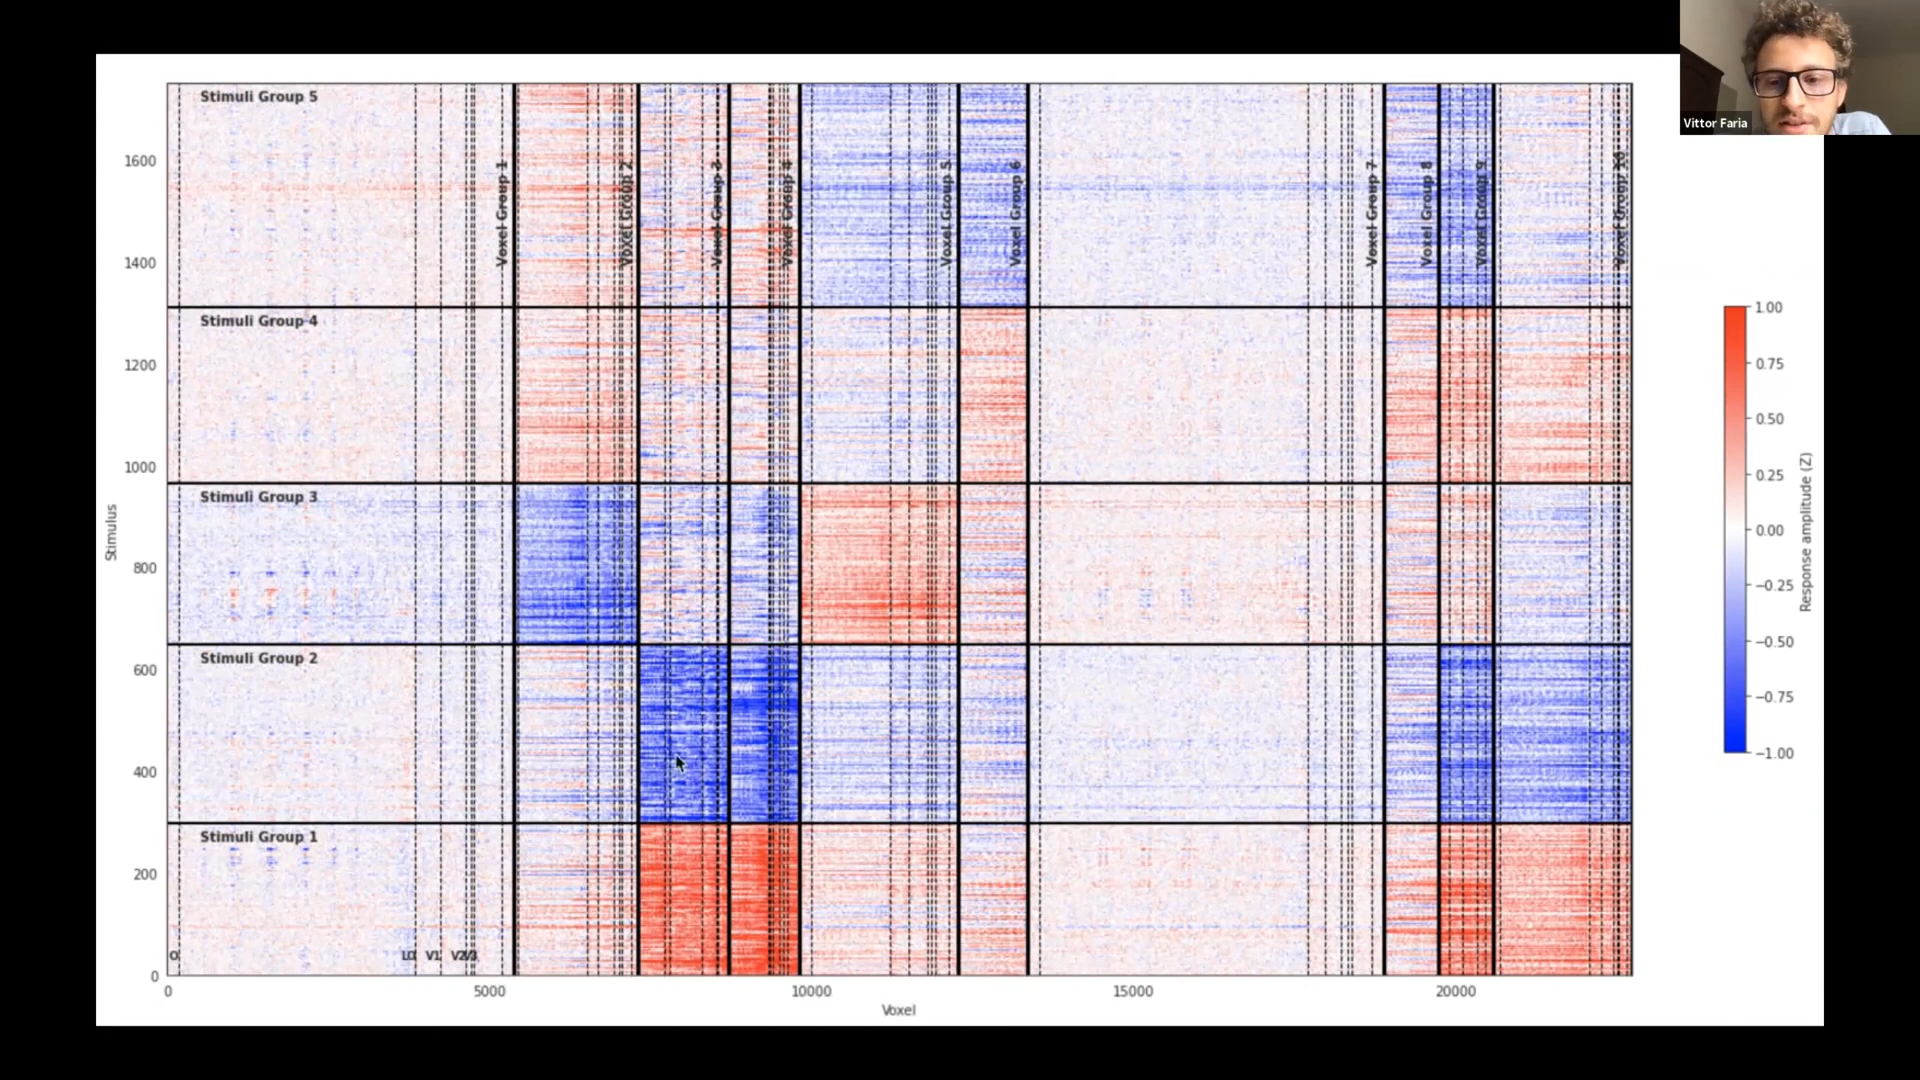 Vittor Faria
Stimuli Group 5
Stimuli Group 4
Stimuli Group 3
Stimuli Group 2
Stimuli Group 1
Voxel Group 1
Voxel Group 2
Voxel Group 3
Voxel Group 4
Voxel Group 5
Voxel Group 6
Voxel Group 7
Voxel Group 8
Voxel Group 9
Voxel Group 10
1600
1400
1200
1000
800
600
400
200
0
Stimulus
O LO V1 V2 V3
0 5000 10000 15000 20000
Voxel
1.00
0.75
0.50
0.25
0.00
−0.25
−0.50
−0.75
−1.00
Response amplitude (Z)